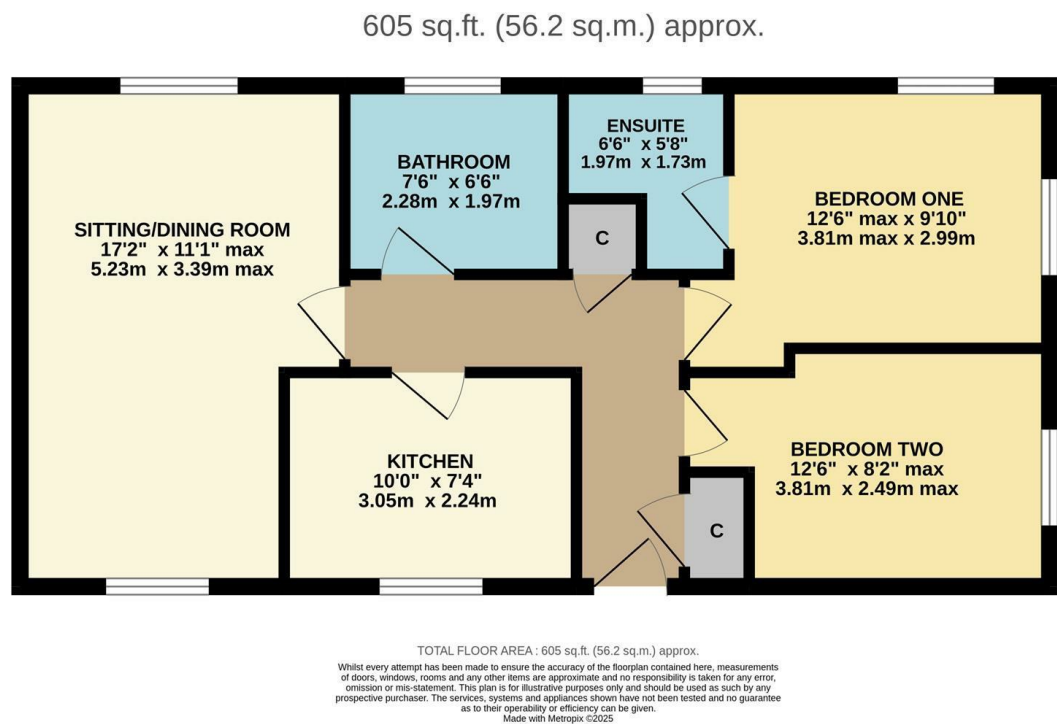 605 sq.ft. (56.2 sq.m.) approx.
SITTING/DINING ROOM
17'2" x 11'1" max
5.23m x 3.39m max
BATHROOM
7'6" x 6'6"
2.28m x 1.97m
ENSUITE
6'6" x 5'8"
1.97m x 1.73m
C
BEDROOM ONE
12'6" max x 9'10"
3.81m max x 2.99m
KITCHEN
10'0" x 7'4"
3.05m x 2.24m
BEDROOM TWO
12'6" x 8'2" max
3.81m x 2.49m max
C
TOTAL FLOOR AREA : 605 sq.ft. (56.2 sq.m.) approx.
Whilst every attempt has been made to ensure the accuracy of the floorplan contained here, measurements
of doors, windows, rooms and any other items are approximate and no responsibility is taken for any error,
omission or mis-statement. This plan is for illustrative purposes only and should be used as such by any
prospective purchaser. The services, systems and appliances shown have not been tested and no guarantee
as to their operability or efficiency can be given.
Made with Metropix ©2025